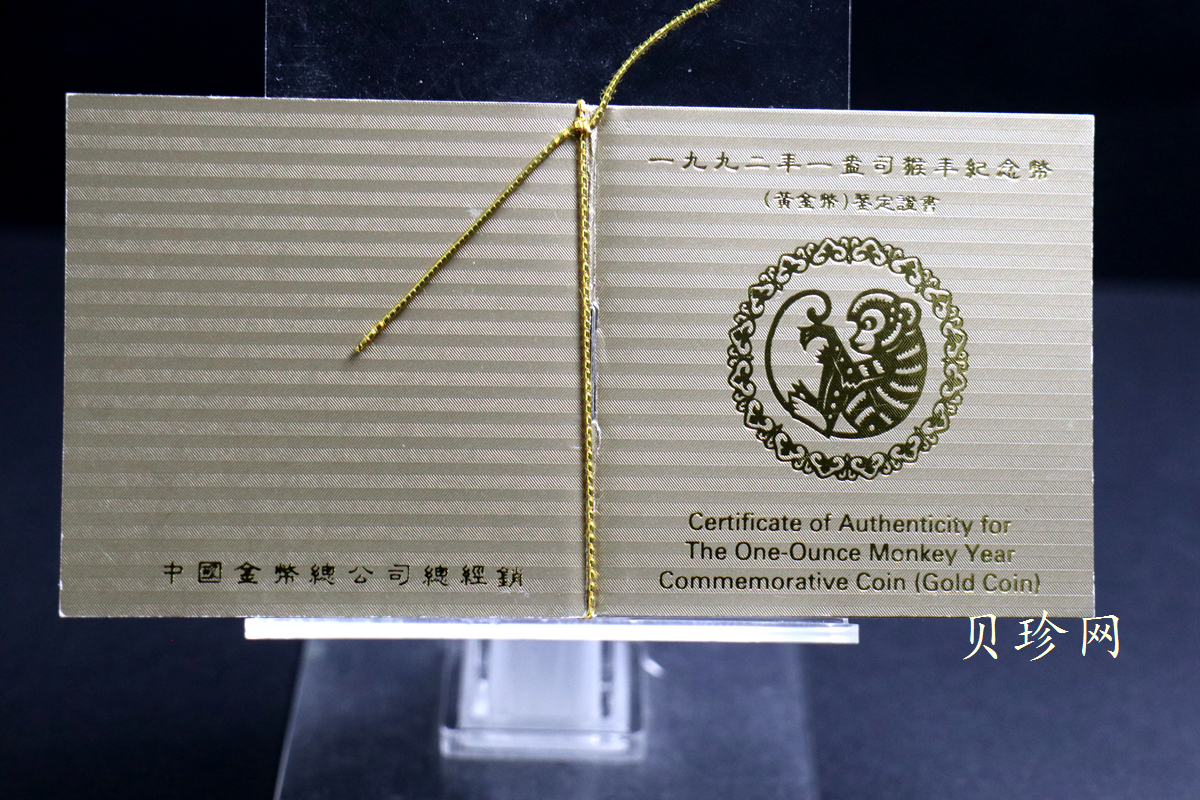 一九九二年一盎司猴年紀念幣
(黃金幣)鑒定證書
Certificate of Authenticity for
The One-Ounce Monkey Year
Commemorative Coin (Gold Coin)
中國金幣總公司總經銷
贝珍网